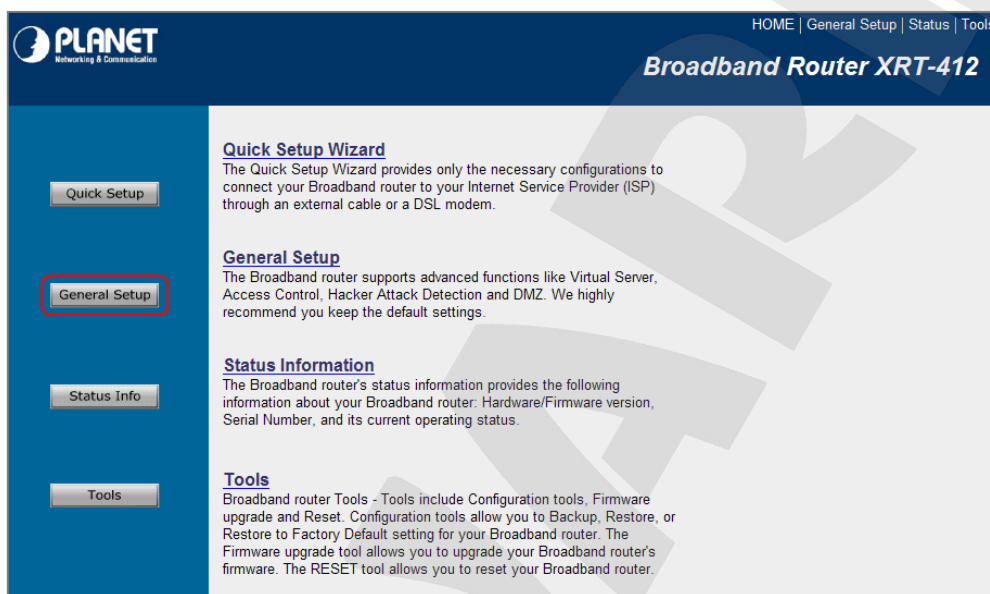 PLANET
Networking & Communication
HOME | General Setup | Status | Tools
Broadband Router XRT-412
Quick Setup
Quick Setup Wizard
The Quick Setup Wizard provides only the necessary configurations to
connect your Broadband router to your Internet Service Provider (ISP)
through an external cable or a DSL modem.
General Setup
General Setup
The Broadband router supports advanced functions like Virtual Server,
Access Control, Hacker Attack Detection and DMZ. We highly
recommend you keep the default settings.
Status Info
Status Information
The Broadband router's status information provides the following
information about your Broadband router: Hardware/Firmware version,
Serial Number, and its current operating status.
Tools
Tools
Broadband router Tools - Tools include Configuration tools, Firmware
upgrade and Reset. Configuration tools allow you to Backup, Restore, or
Restore to Factory Default setting for your Broadband router. The
Firmware upgrade tool allows you to upgrade your Broadband router's
firmware. The RESET tool allows you to reset your Broadband router.